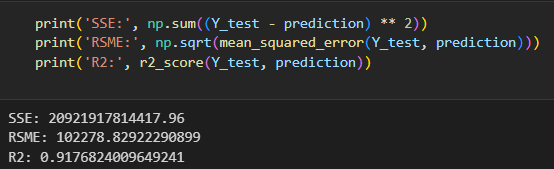 print('SSE:', np.sum((Y_test - prediction) ** 2))
print('RSME:', np.sqrt(mean_squared_error(Y_test, prediction)))
print('R2:', r2_score(Y_test, prediction))
SSE: 20921917814417.96
RSME: 102278.82922290899
R2: 0.9176824009649241